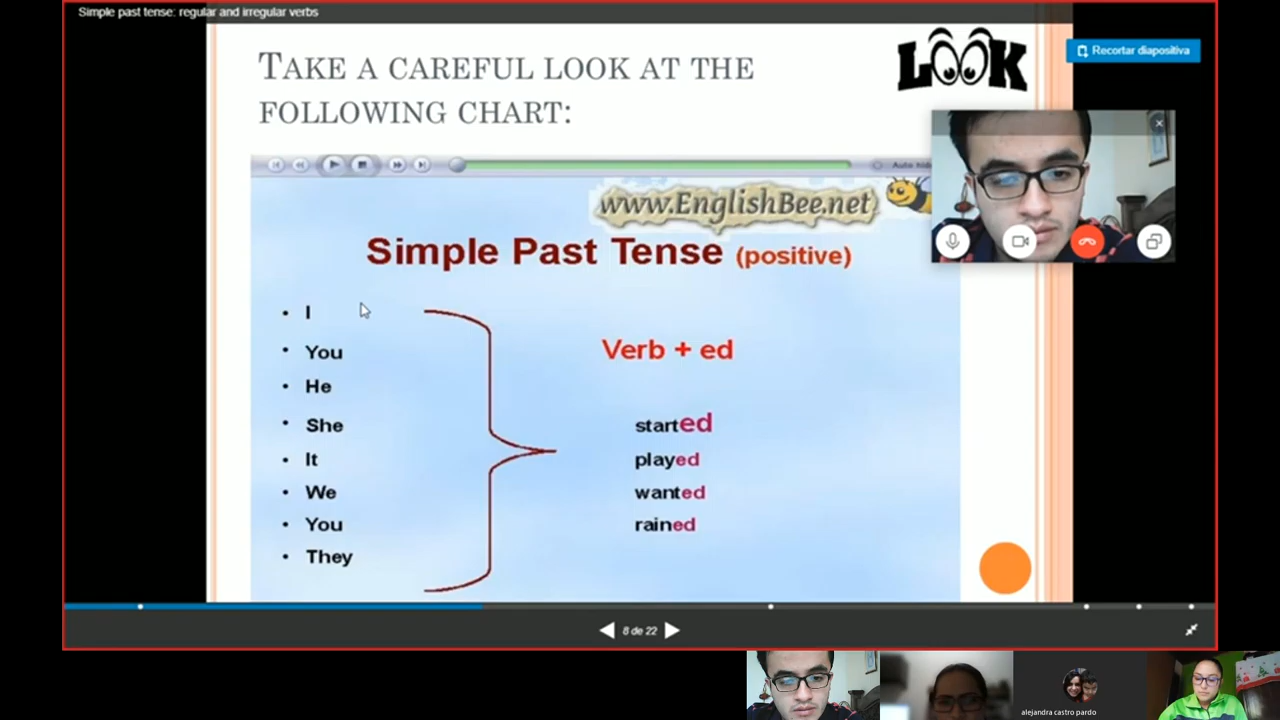 Simple past tense: regular and irregular verbs
TAKE A CAREFUL LOOK AT THE
FOLLOWING CHART:
LOOK
Recortar diapositiva
www.EnglishBee.net
Simple Past Tense (positive)
• I
• You
• He
• She
• It
• We
• You
• They
Verb + ed
started
played
wanted
rained
8 de 22
alejandra castro pardo